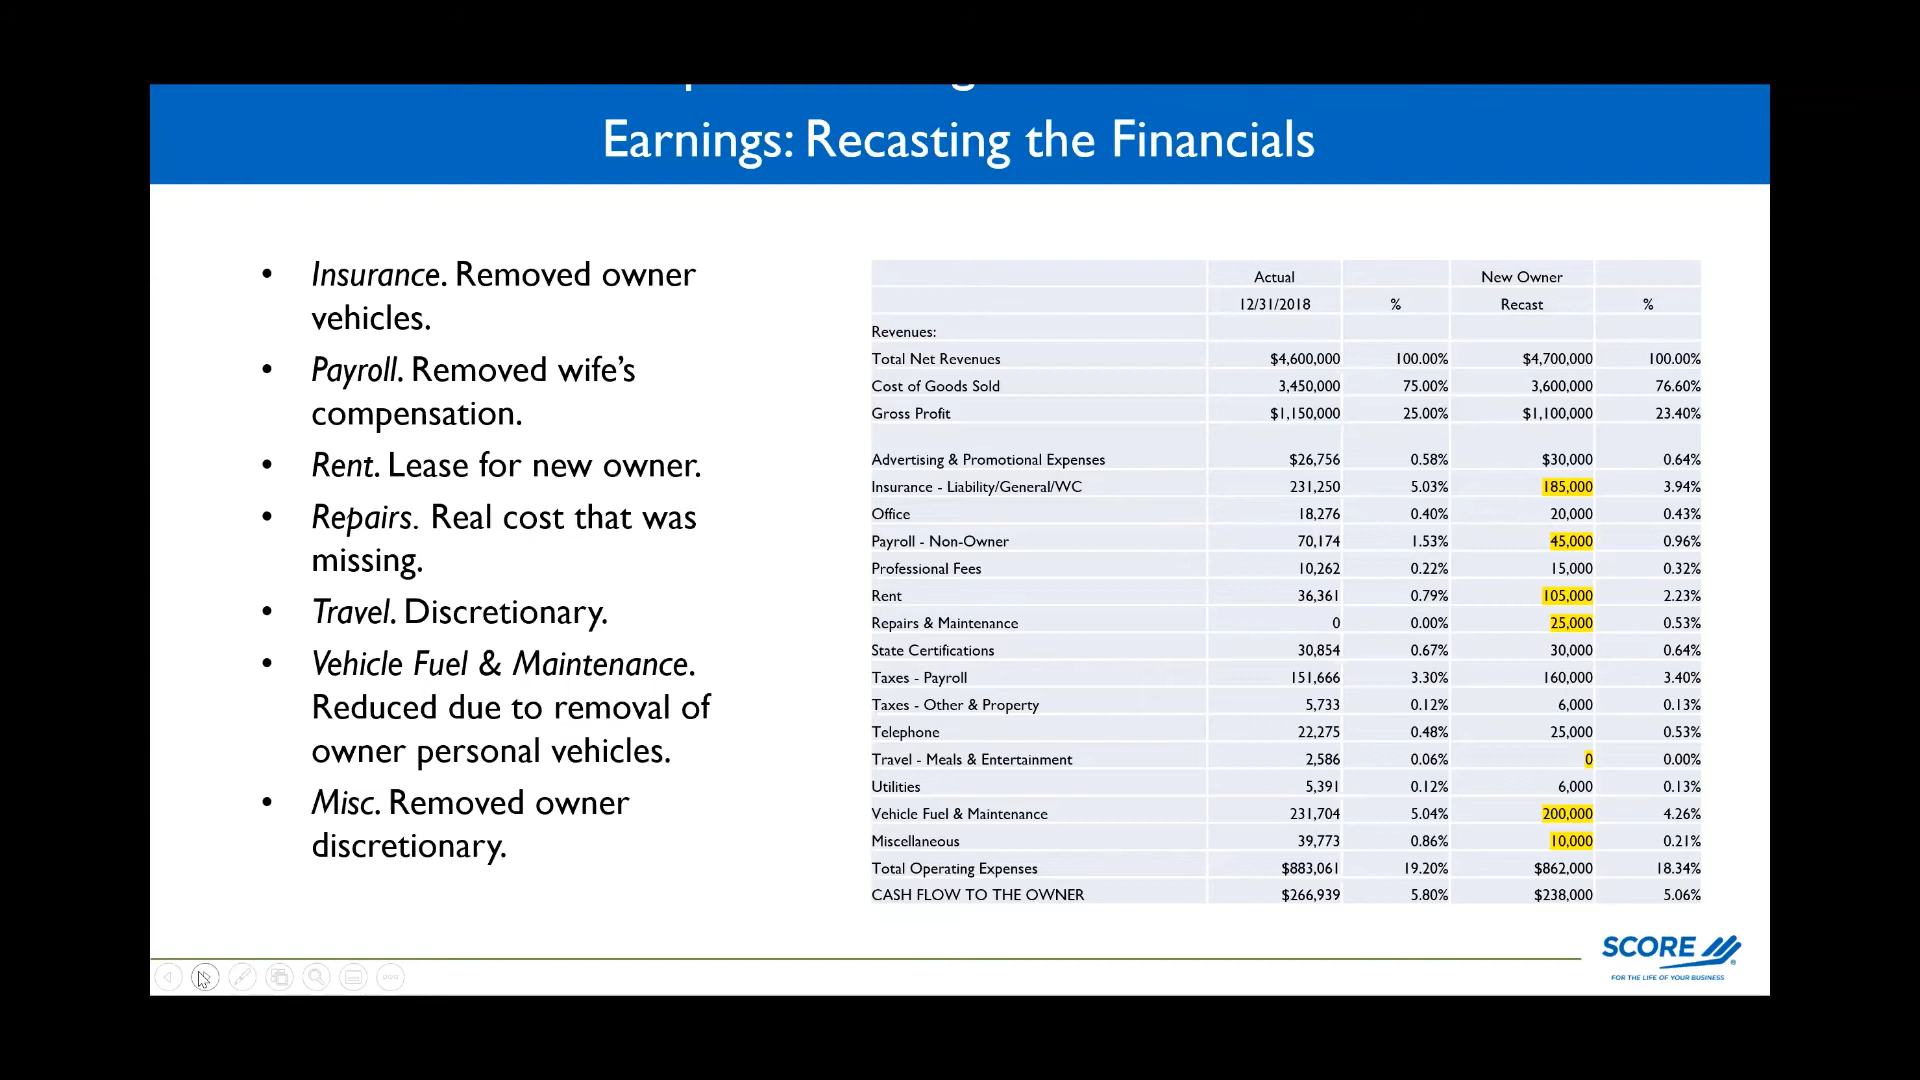 Earnings: Recasting the Financials
• Insurance. Removed owner
vehicles.
• Payroll. Removed wife’s
compensation.
• Rent. Lease for new owner.
• Repairs. Real cost that was
missing.
• Travel. Discretionary.
• Vehicle Fuel & Maintenance.
Reduced due to removal of
owner personal vehicles.
• Misc. Removed owner
discretionary.
Actual New Owner
12/31/2018 % Recast %
Revenues:
Total Net Revenues $4,600,000 100.00% $4,700,000 100.00%
Cost of Goods Sold 3,450,000 75.00% 3,600,000 76.60%
Gross Profit $1,150,000 25.00% $1,100,000 23.40%
Advertising & Promotional Expenses $26,756 0.58% $30,000 0.64%
Insurance - Liability/General/WC 231,250 5.03% 185,000 3.94%
Office 18,276 0.40% 20,000 0.43%
Payroll - Non-Owner 70,174 1.53% 45,000 0.96%
Professional Fees 10,262 0.22% 15,000 0.32%
Rent 36,361 0.79% 105,000 2.23%
Repairs & Maintenance 0 0.00% 25,000 0.53%
State Certifications 30,854 0.67% 30,000 0.64%
Taxes - Payroll 151,666 3.30% 160,000 3.40%
Taxes - Other & Property 5,733 0.12% 6,000 0.13%
Telephone 22,275 0.48% 25,000 0.53%
Travel - Meals & Entertainment 2,586 0.06% 0 0.00%
Utilities 5,391 0.12% 6,000 0.13%
Vehicle Fuel & Maintenance 231,704 5.04% 200,000 4.26%
Miscellaneous 39,773 0.86% 10,000 0.21%
Total Operating Expenses $883,061 19.20% $862,000 18.34%
CASH FLOW TO THE OWNER $266,939 5.80% $238,000 5.06%
SCORE
FOR THE LIFE OF YOUR BUSINESS